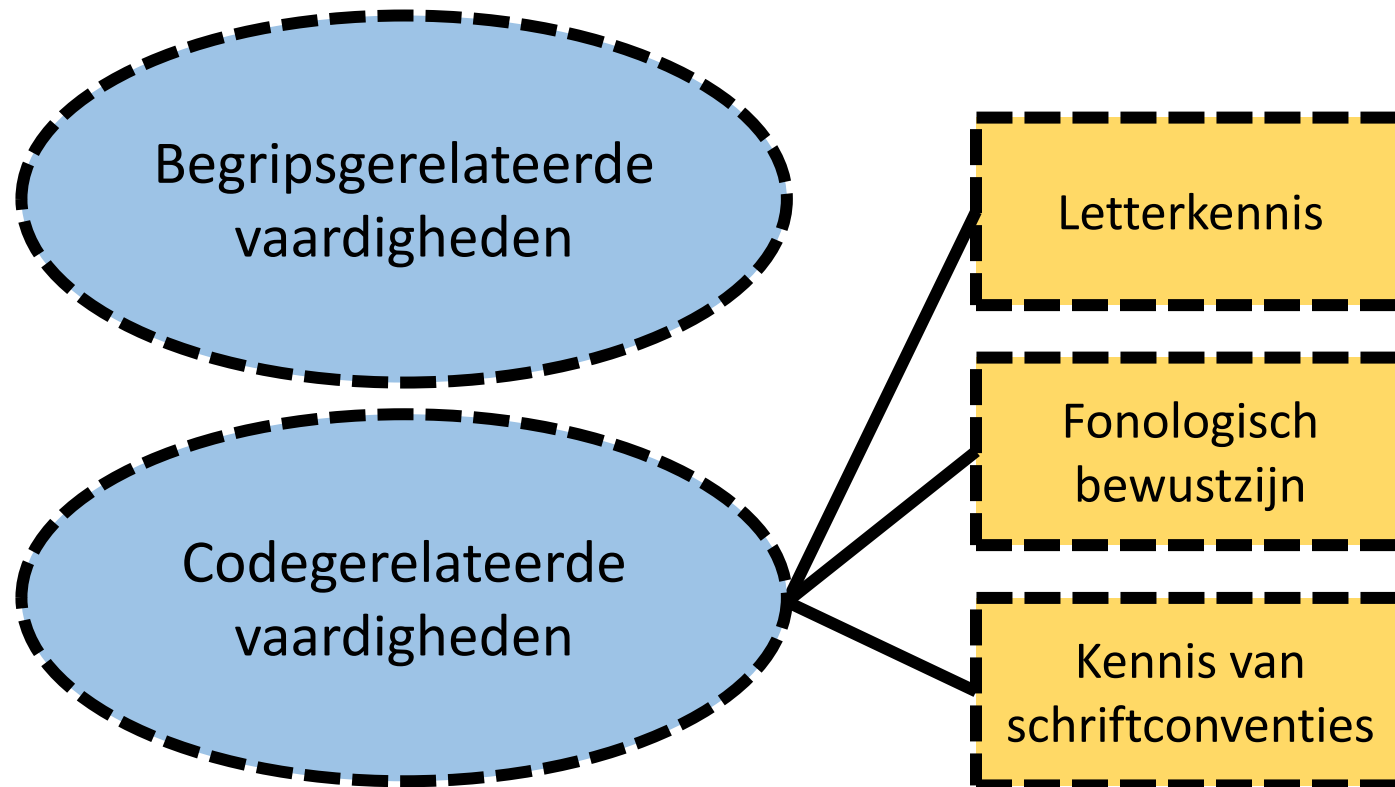 Begripsgerelateerde
vaardigheden
Codegerelateerde
vaardigheden
Letterkennis
Fonologisch
bewustzijn
Kennis van
schriftconventies